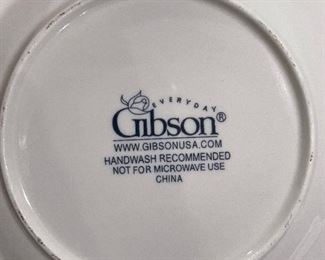 EVERYDAY
Gibson®
WWW.GIBSONUSA.COM
HANDWASH RECOMMENDED
NOT FOR MICROWAVE USE
CHINA